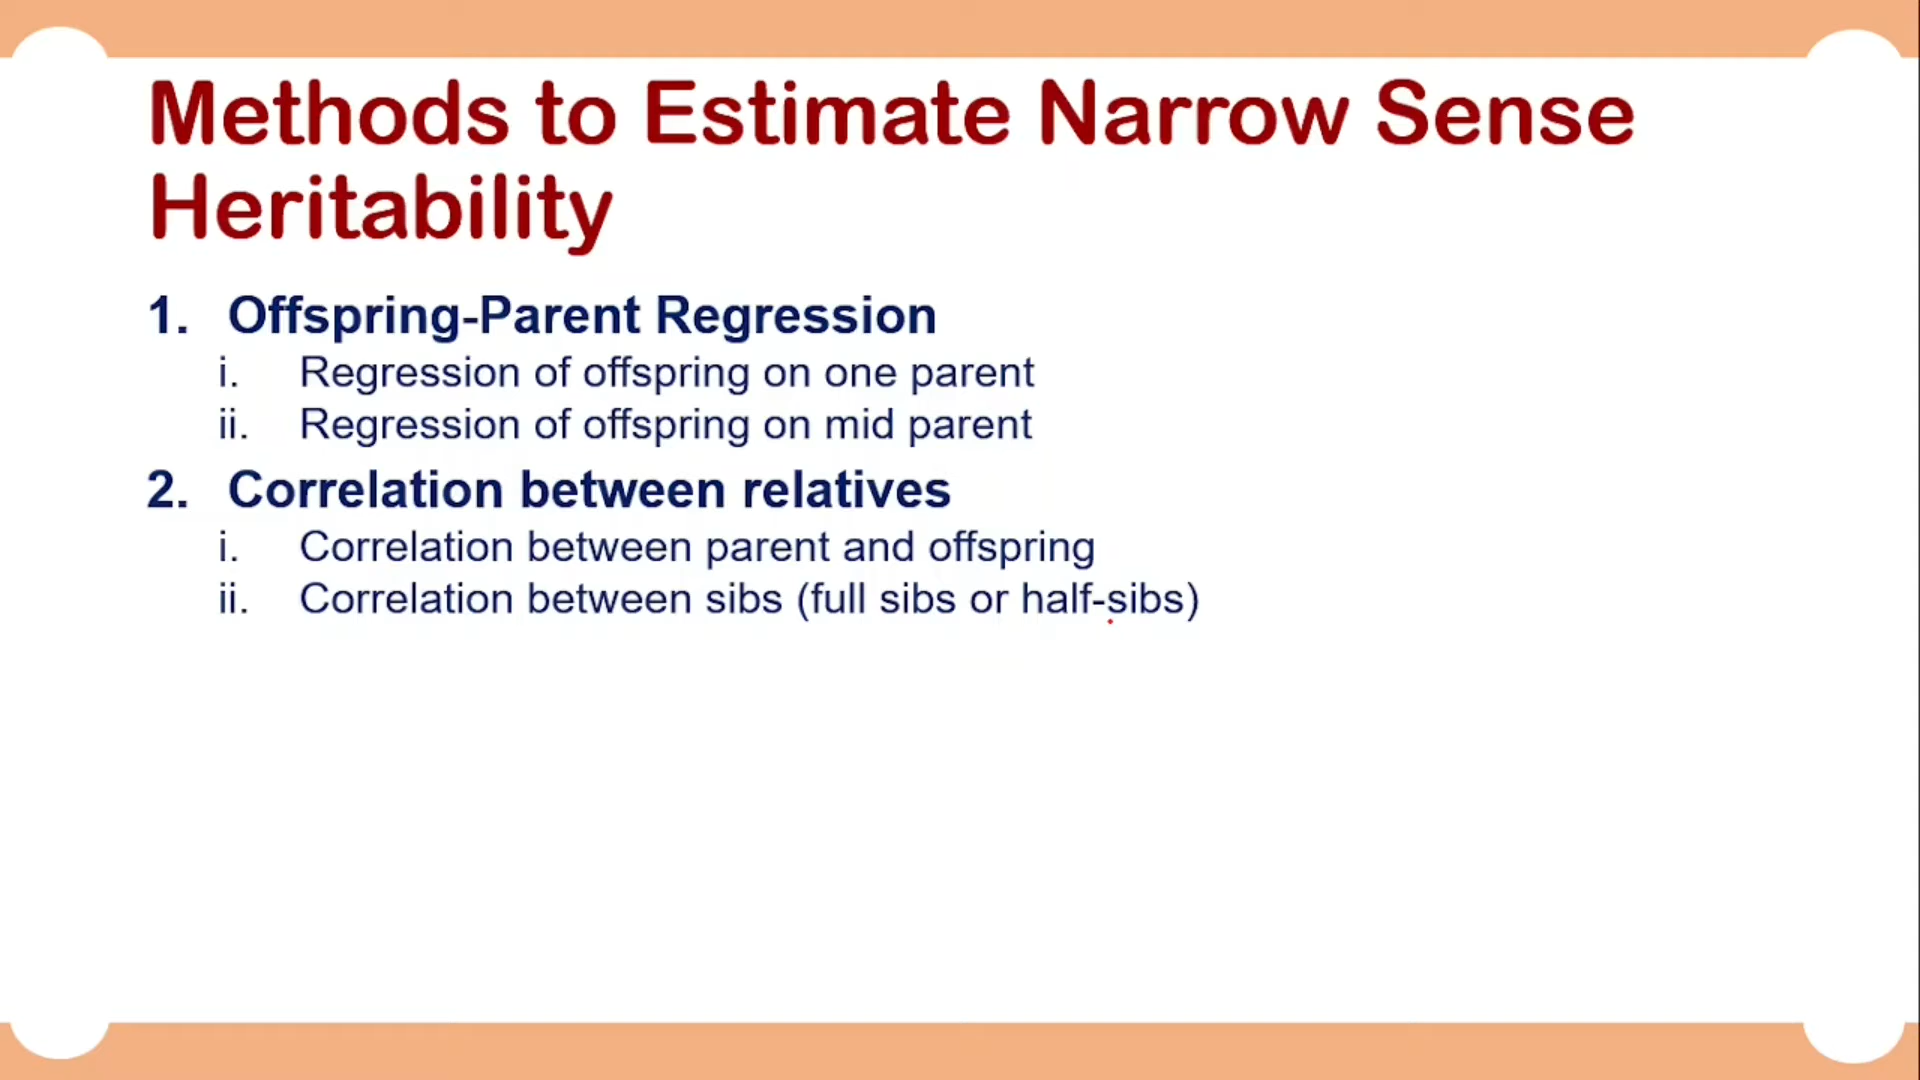 Methods to Estimate Narrow Sense
Heritability
1. Offspring-Parent Regression
i. Regression of offspring on one parent
ii. Regression of offspring on mid parent
2. Correlation between relatives
i. Correlation between parent and offspring
ii. Correlation between sibs (full sibs or half-sibs)